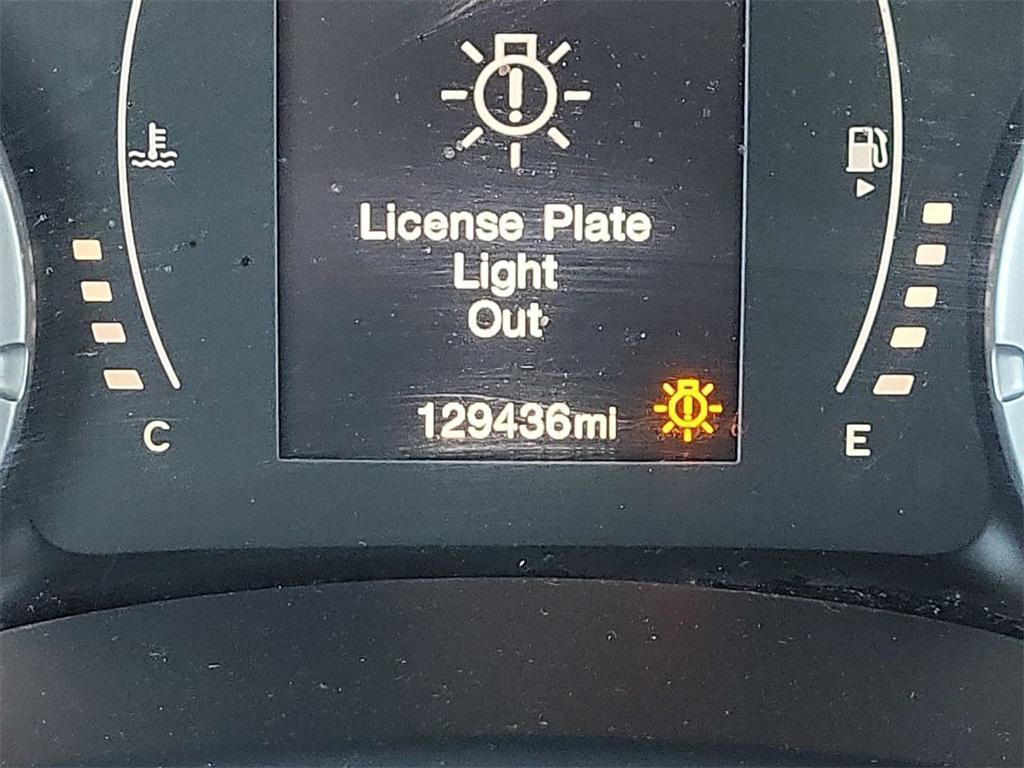 License Plate
Light
Out
129436mi
C
E